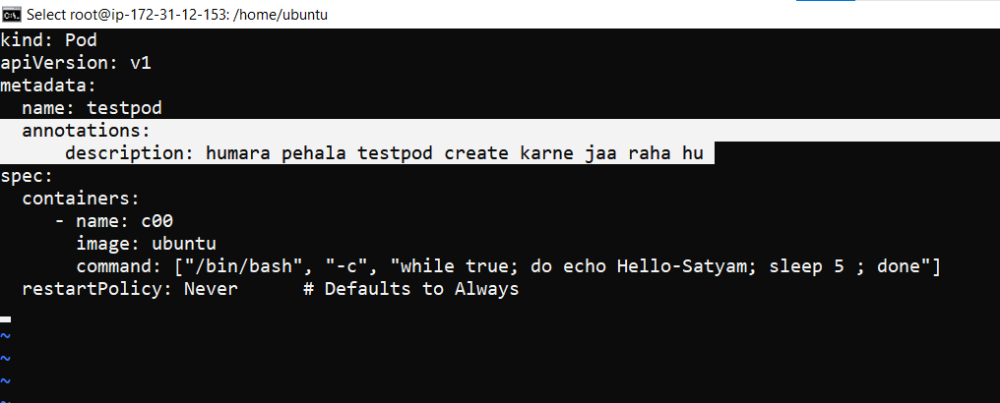 Select root@ip-172-31-12-153: /home/ubuntu
kind: Pod
apiVersion: v1
metadata:
  name: testpod
  annotations:
      description: humara pehala testpod create karne jaa raha hu
spec:
  containers:
     - name: c00
       image: ubuntu
       command: ["/bin/bash", "-c", "while true; do echo Hello-Satyam; sleep 5 ; done"]
  restartPolicy: Never      # Defaults to Always
~
~
~
~